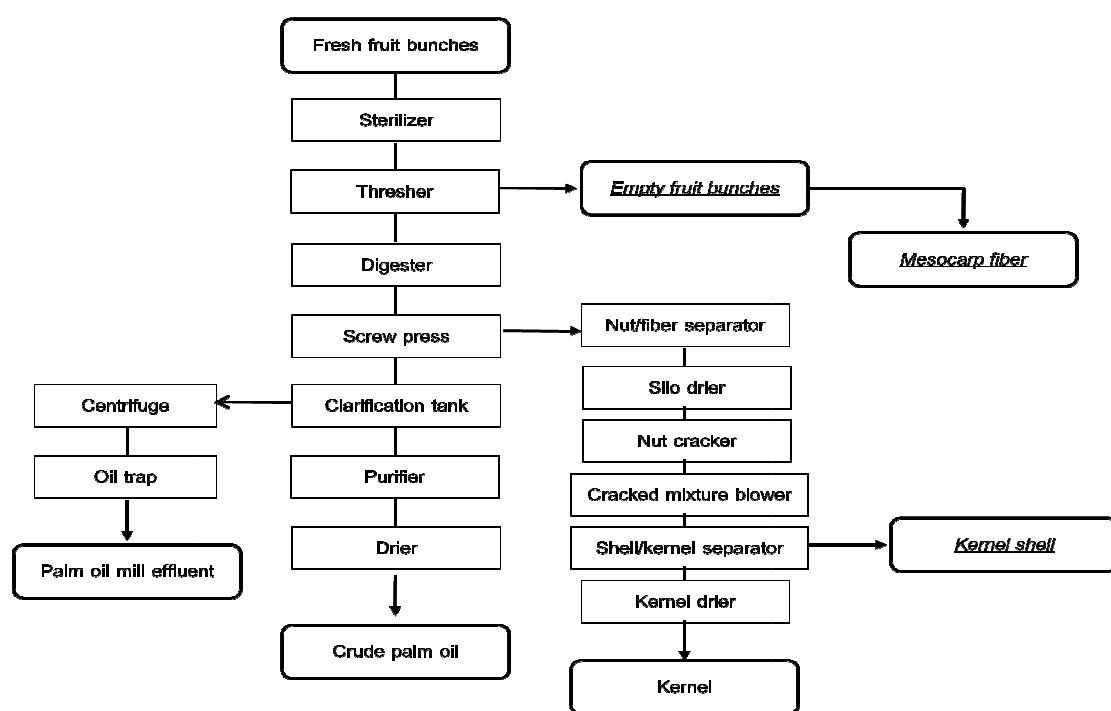 Fresh fruit bunches
Sterilizer
Thresher
Empty fruit bunches
Digester
Mesocarp fiber
Screw press
Nut/fiber separator
Silo drier
Centrifuge
Clarification tank
Nut cracker
Oil trap
Purifier
Cracked mixture blower
Drier
Shell/kernel separator
Kernel shell
Palm oil mill effluent
Kernel drier
Crude palm oil
Kernel